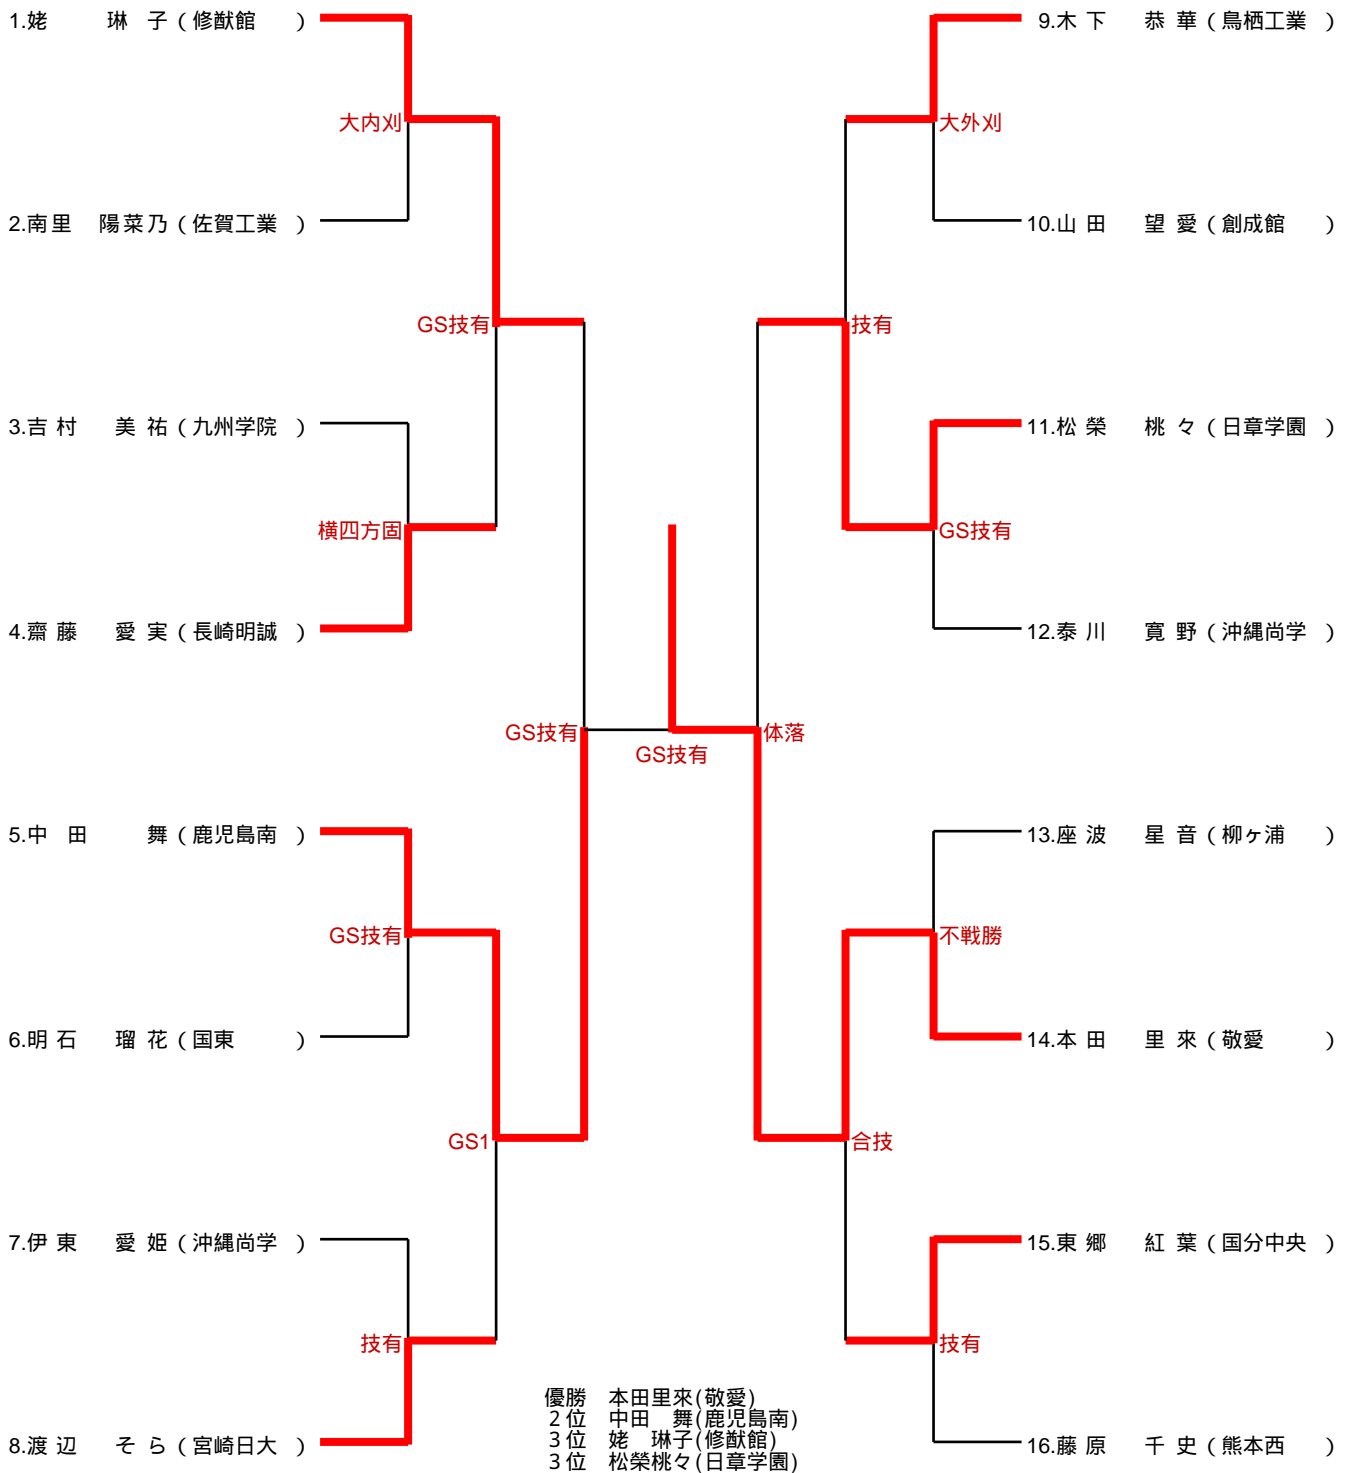 1.姥 琳子(修猷館)
大内刈
2.南里 陽菜乃(佐賀工業)
GS技有
3.吉村 美祐(九州学院)
横四方固
4.齋藤 愛実(長崎明誠)
GS技有
5.中田 舞(鹿児島南)
GS技有
6.明石 瑠花(国東)
GS1
7.伊東 愛姫(沖縄尚学)
技有
8.渡辺 そら(宮崎日大)
GS技有
9.木下 恭華(鳥栖工業)
大外刈
10.山田 望愛(創成館)
技有
11.松榮 桃々(日章学園)
GS技有
12.泰川 寛野(沖縄尚学)
体落
13.座波 星音(柳ヶ浦)
不戦勝
14.本田 里來(敬愛)
合技
15.東郷 紅葉(国分中央)
技有
16.藤原 千史(熊本西)
優勝 本田里來(敬愛)
2位 中田 舞(鹿児島南)
3位 姥 琳子(修猷館)
3位 松榮桃々(日章学園)